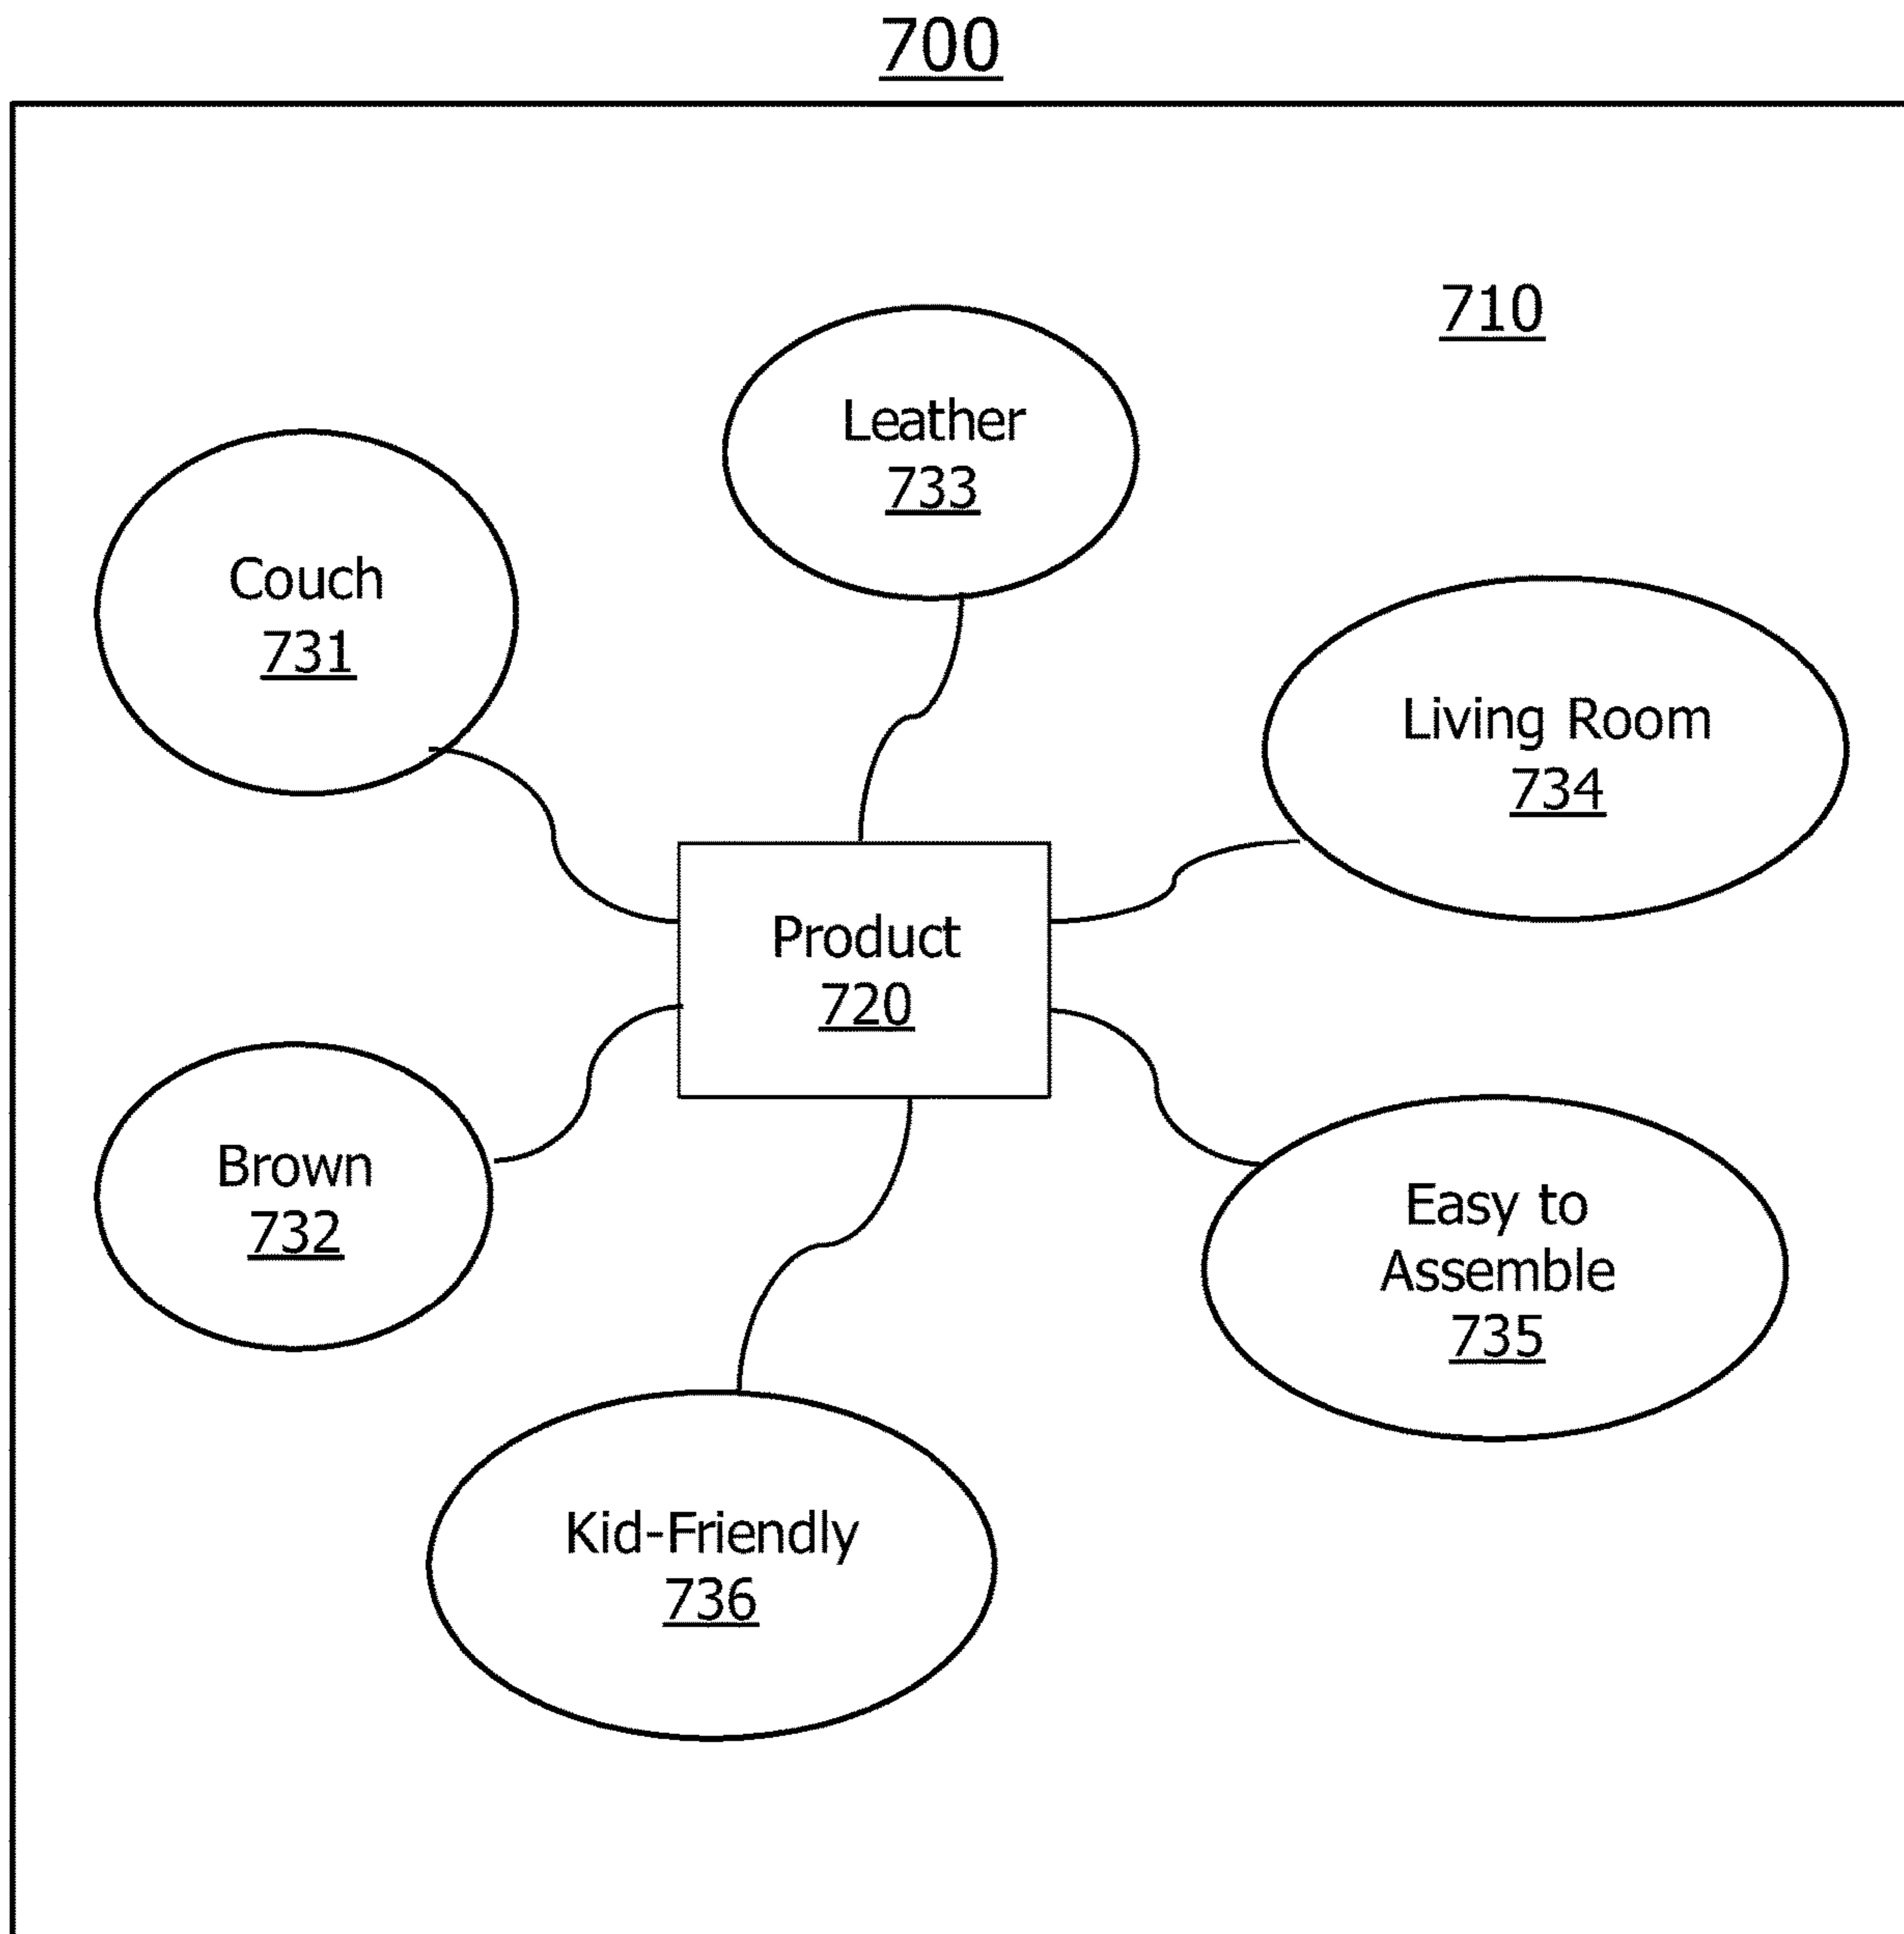 700
710
Leather
733
Couch
731
Living Room
734
Product
720
Brown
732
Easy to
Assemble
735
Kid-Friendly
736